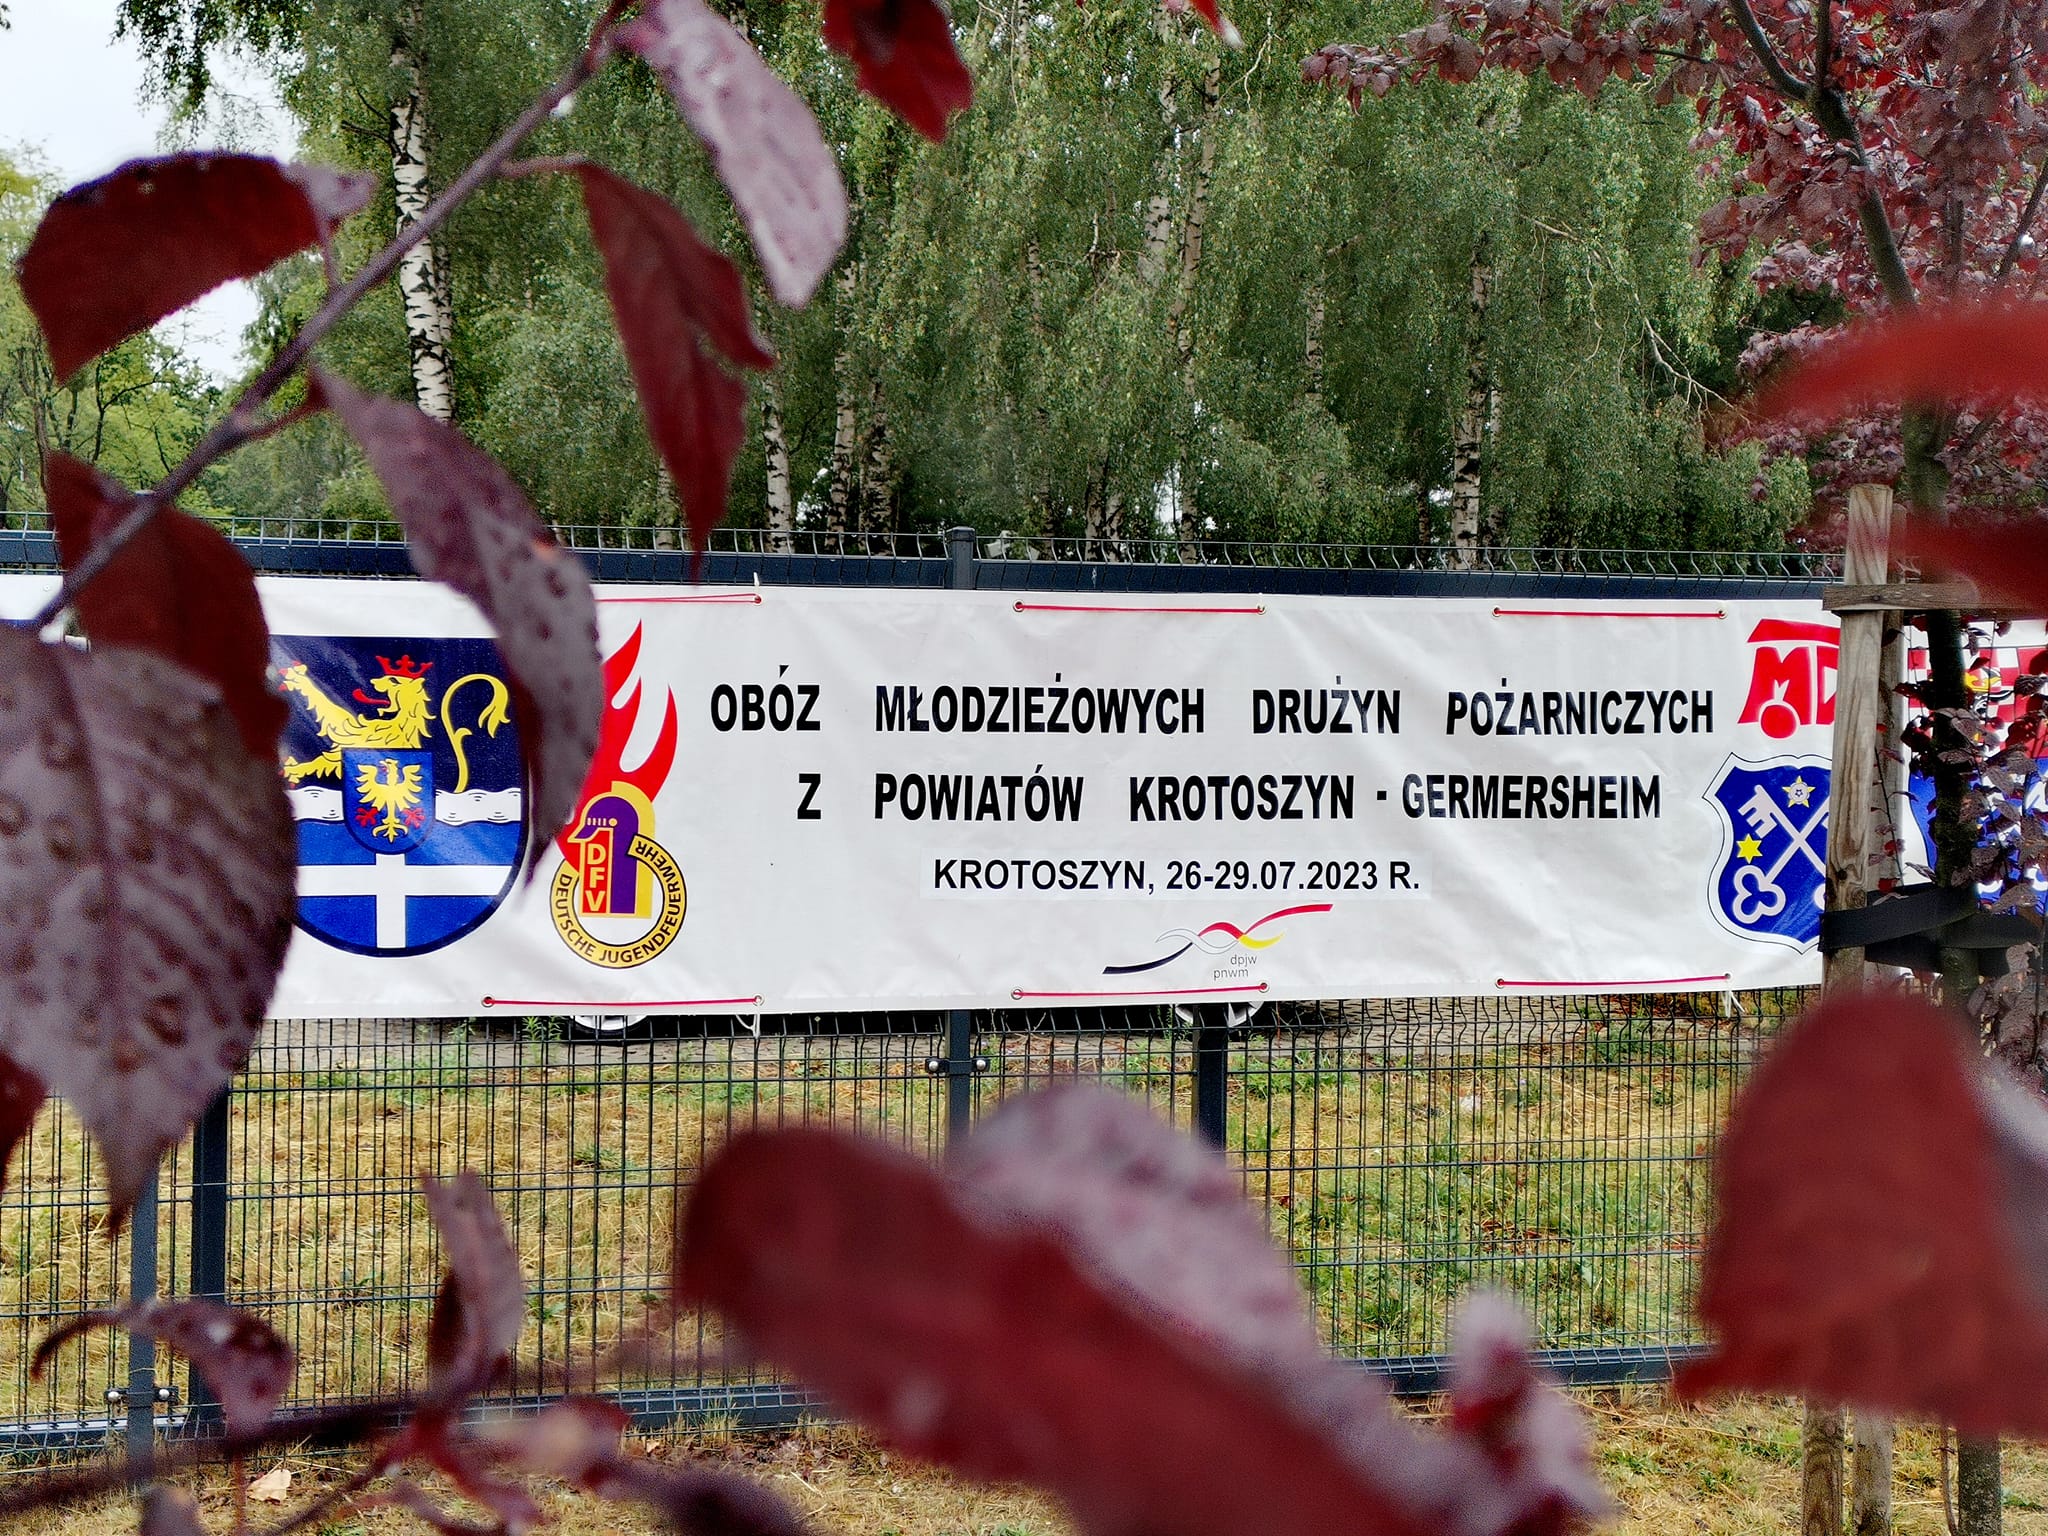 OBÓZ MŁODZIEŻOWYCH DRUŻYN POŻARNICZYCH
Z POWIATÓW KROTOSZYN - GERMERSHEIM
KROTOSZYN, 26-29.07.2023 R.
dpjw
pnwm
DFV
DEUTSCHE JUGENDFEUERWEHR